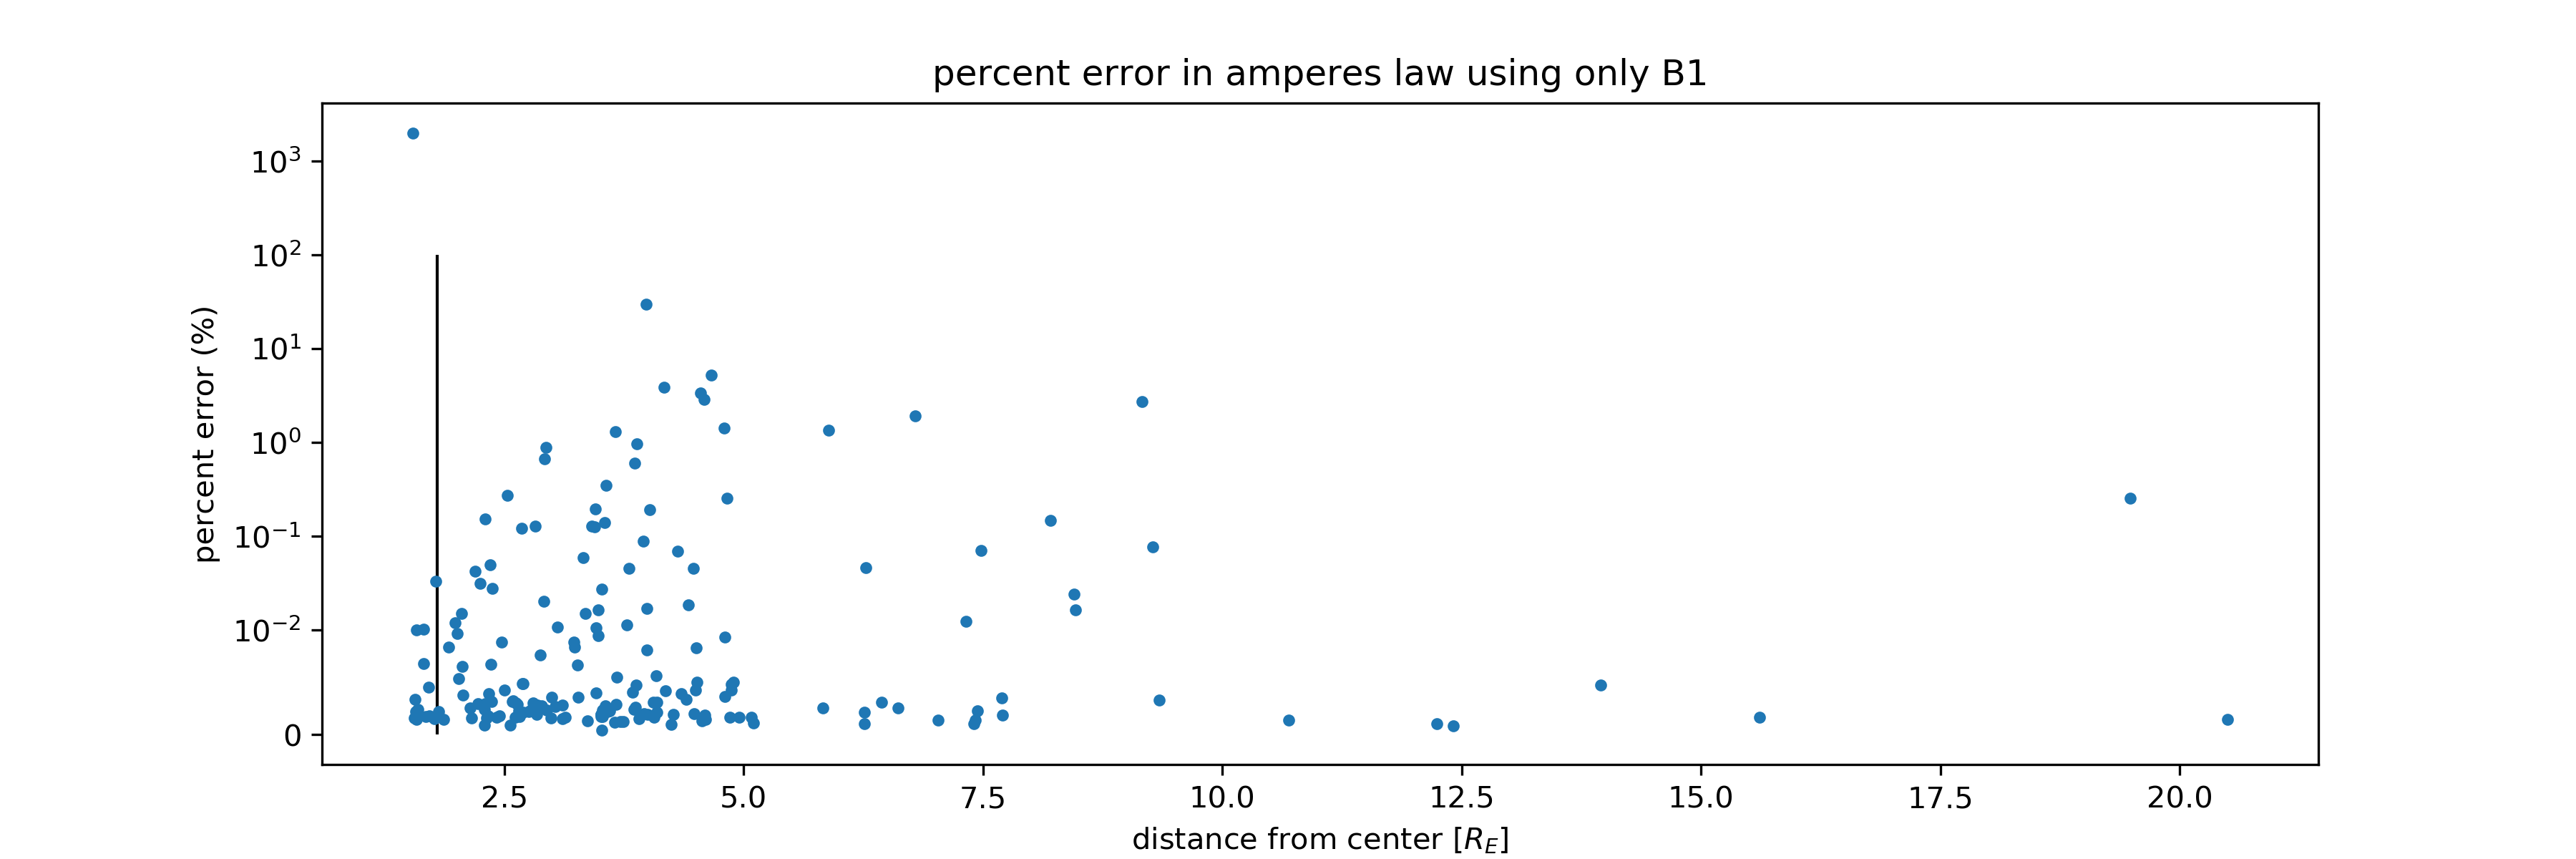 percent error in amperes law using only B1
percent error (%)
10³
10²
10¹
10⁰
10⁻¹
10⁻²
0
2.5 5.0 7.5 10.0 12.5 15.0 17.5 20.0
distance from center [R_E]